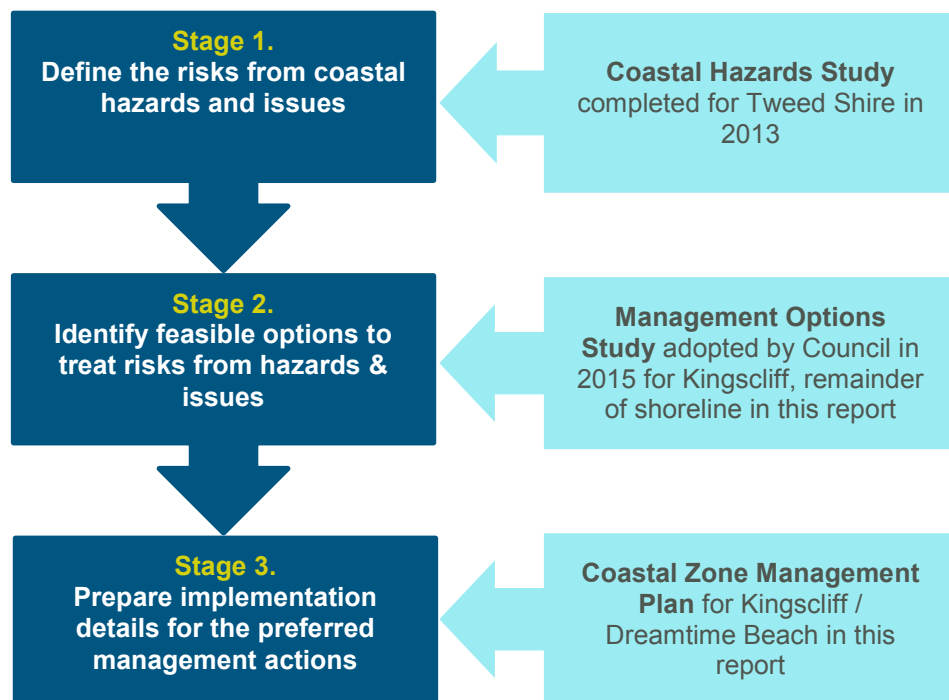 Stage 1.
Define the risks from coastal
hazards and issues
Coastal Hazards Study
completed for Tweed Shire in
2013
Stage 2.
Identify feasible options to
treat risks from hazards &
issues
Management Options
Study adopted by Council in
2015 for Kingscliff, remainder
of shoreline in this report
Stage 3.
Prepare implementation
details for the preferred
management actions
Coastal Zone Management
Plan for Kingscliff /
Dreamtime Beach in this
report